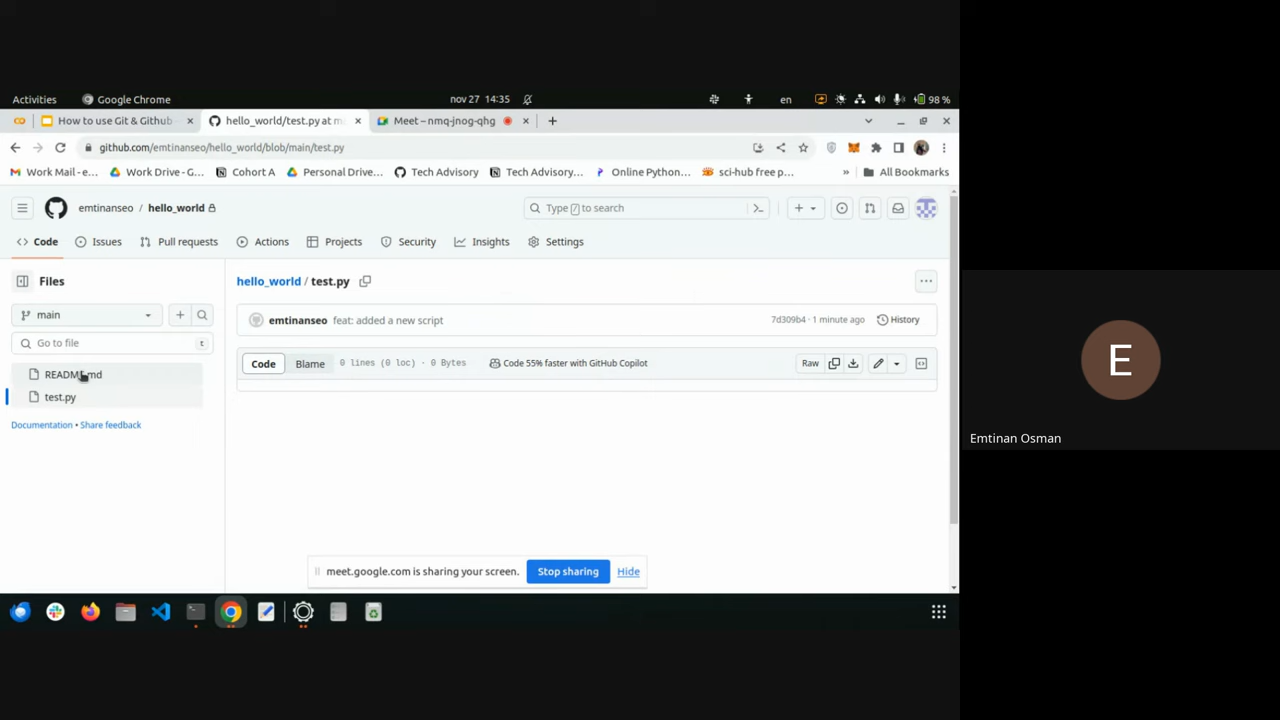 Activities Google Chrome nov 27 14:35 en 98 %
How to use Git & Github hello_world/test.py at m Meet – nmq-jnog-qhg
github.com/emtinanseo/hello_world/blob/main/test.py
Work Mail - e... Work Drive - G... Cohort A Personal Drive... Tech Advisory Tech Advisory... Online Python... sci-hub free p... » All Bookmarks
emtinanseo / hello_world Type / to search
Code Issues Pull requests Actions Projects Security Insights Settings
Files hello_world / test.py
main
emtinanseo feat: added a new script 7d309b4 · 1 minute ago History
Go to file t
Code Blame 0 lines (0 loc) · 0 Bytes Code 55% faster with GitHub Copilot Raw
README.md
test.py
Documentation • Share feedback
meet.google.com is sharing your screen. Stop sharing Hide
E
Emtinan Osman